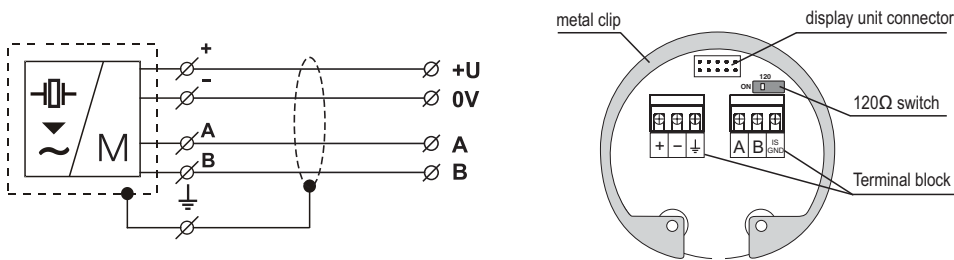 +
+U
−
0V
A
A
B
B
M
metal clip
display unit connector
120
ON
120Ω switch
+ −
A B IS GND
Terminal block